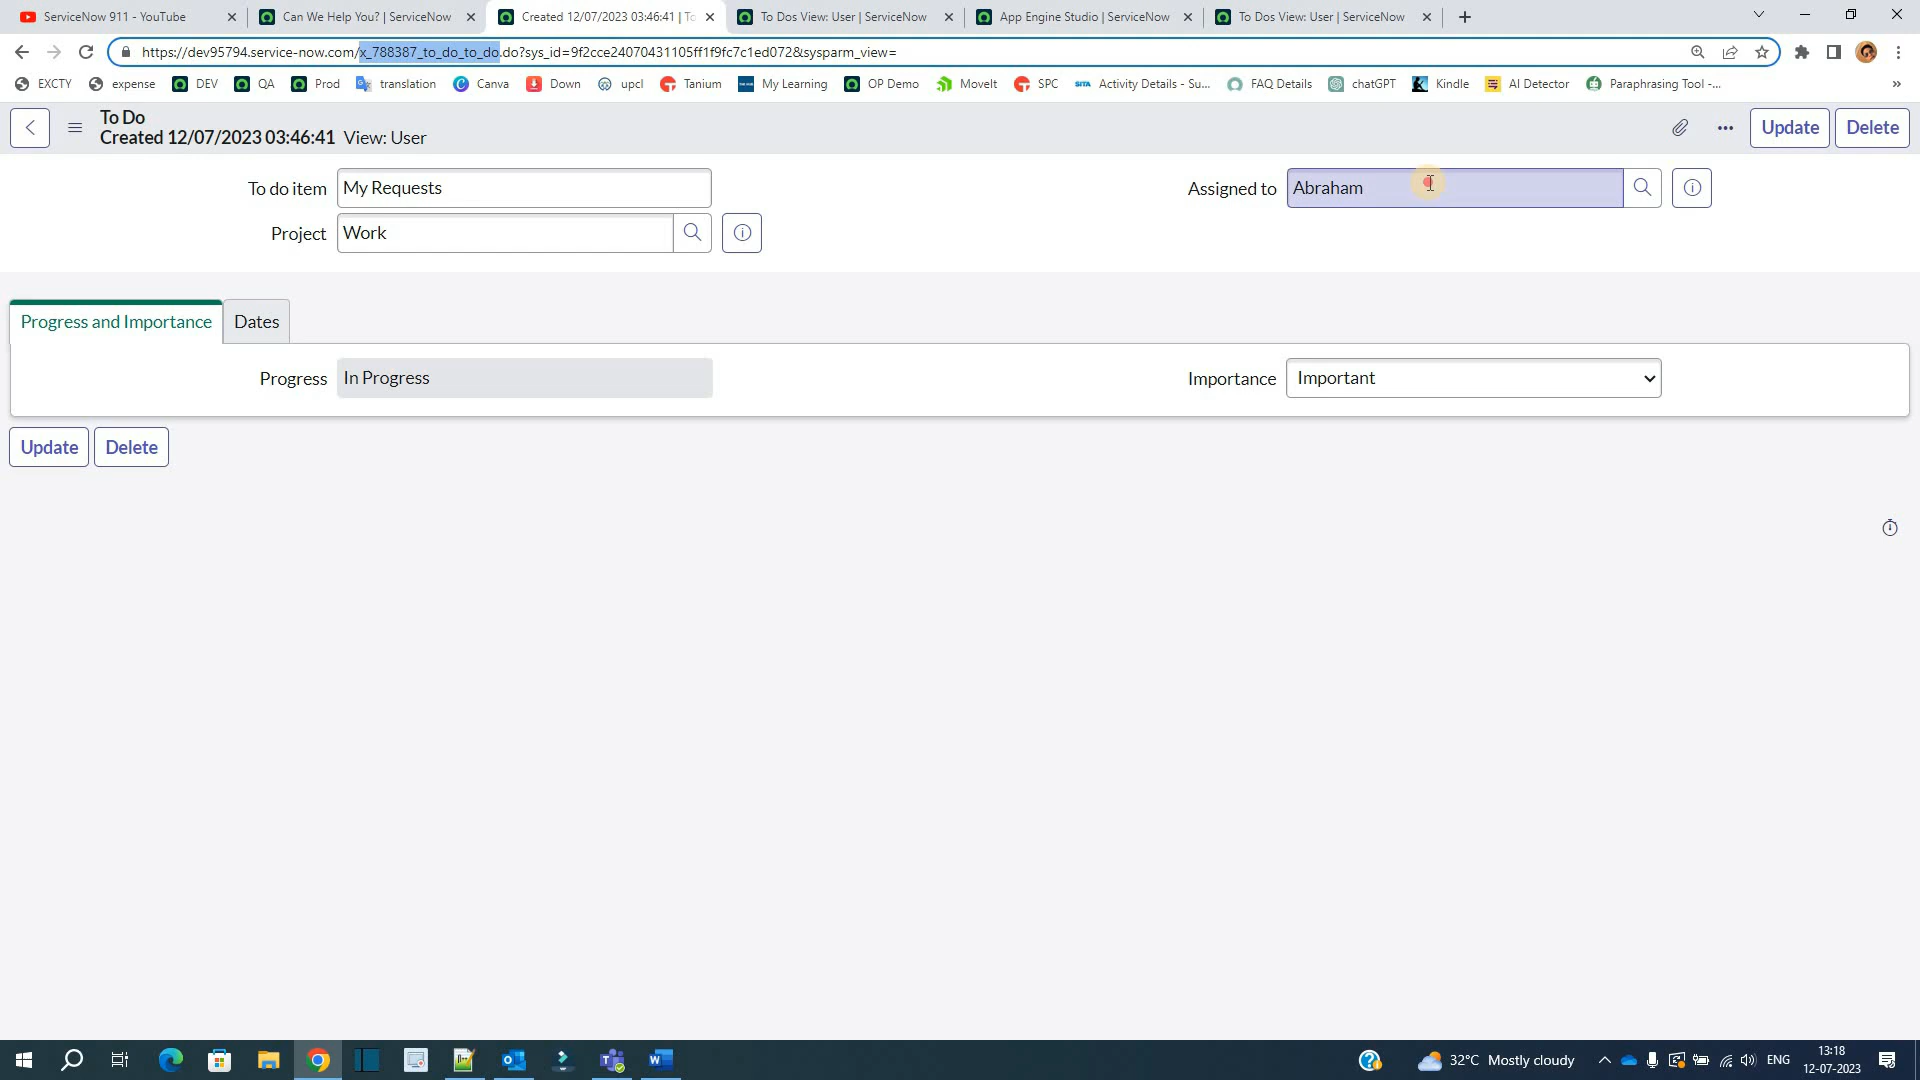 ServiceNow 911 - YouTube
Can We Help You? | ServiceNow
Created 12/07/2023 03:46:41 | To
To Dos View: User | ServiceNow
App Engine Studio | ServiceNow
To Dos View: User | ServiceNow
https://dev95794.service-now.com/x_788387_to_do_to_do.do?sys_id=9f2cce24070431105ff1f9fc7c1ed072&sysparm_view=
EXCTY
expense
DEV
QA
Prod
translation
Canva
Down
upcl
Tanium
My Learning
OP Demo
MoveIt
SPC
SITA
Activity Details - Su...
FAQ Details
chatGPT
Kindle
AI Detector
Paraphrasing Tool -...
»
To Do
Created 12/07/2023 03:46:41 View: User
Update
Delete
To do item
My Requests
Assigned to
Abraham
Project
Work
Progress and Importance
Dates
Progress
In Progress
Importance
Important
Update
Delete
32°C Mostly cloudy
ENG
13:18
12-07-2023